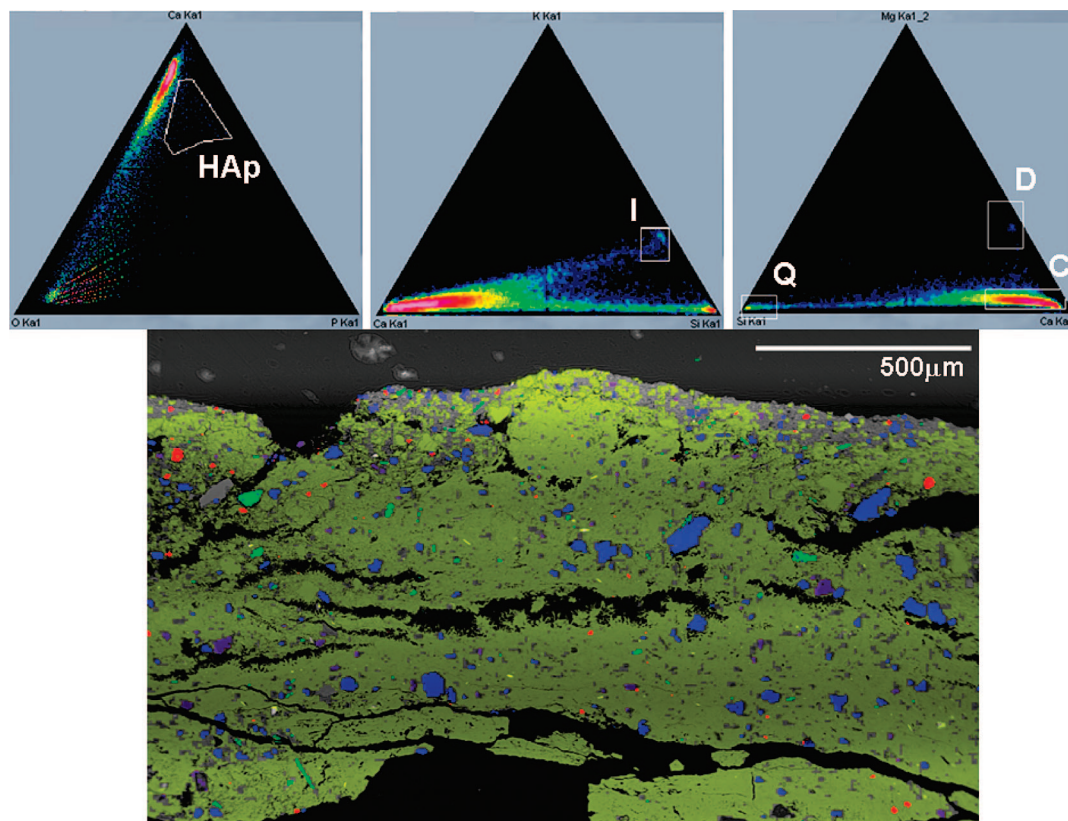 Ca Ka1
HAp
O Ka1
P Ka1
K Ka1
I
Ca Ka1
Si Ka1
Mg Ka1_2
D
C
Q
Si Ka1
Ca Ka
500μm